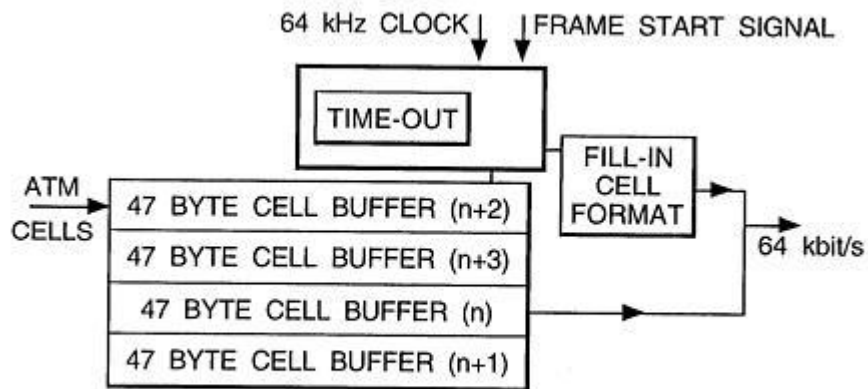 64 kHz CLOCK
FRAME START SIGNAL
TIME-OUT
FILL-IN
CELL
FORMAT
ATM
CELLS
47 BYTE CELL BUFFER (n+2)
47 BYTE CELL BUFFER (n+3)
47 BYTE CELL BUFFER (n)
47 BYTE CELL BUFFER (n+1)
64 kbit/s